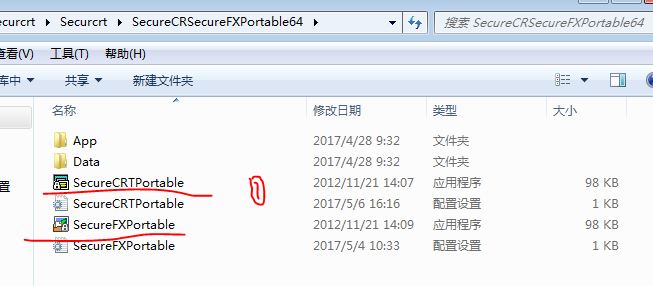 ecurcrt ▸ Securcrt ▸ SecureCRSecureFXPortable64 ▸
搜索 SecureCRSecureFXPortable64
查看(V) 工具(T) 帮助(H)
库中 共享 新建文件夹
名称 修改日期 类型 大小
App 2017/4/28 9:32 文件夹
Data 2017/4/28 9:32 文件夹
SecureCRTPortable 2012/11/21 14:07 应用程序 98 KB
SecureCRTPortable 2017/5/6 16:16 配置设置 1 KB
SecureFXPortable 2012/11/21 14:09 应用程序 98 KB
SecureFXPortable 2017/5/4 10:33 配置设置 1 KB
置
1